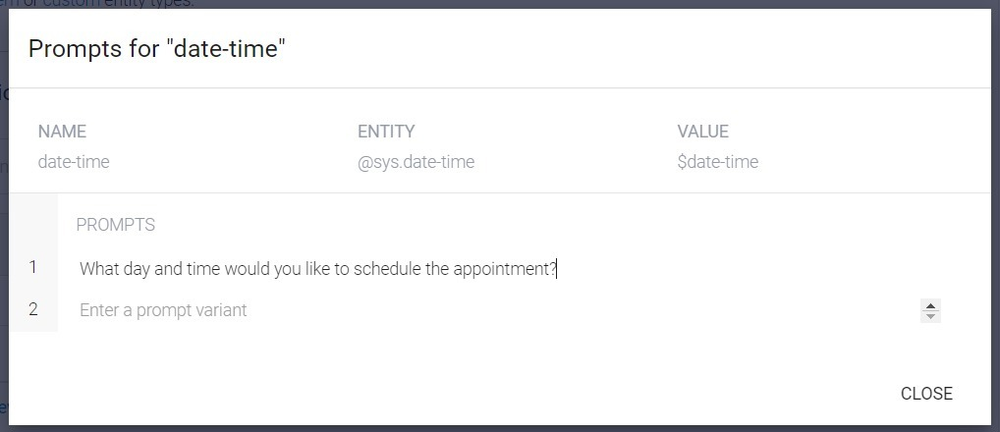 or custom entity types.
Prompts for "date-time"
NAME ENTITY VALUE
date-time @sys.date-time $date-time
PROMPTS
1 What day and time would you like to schedule the appointment?
2 Enter a prompt variant
CLOSE